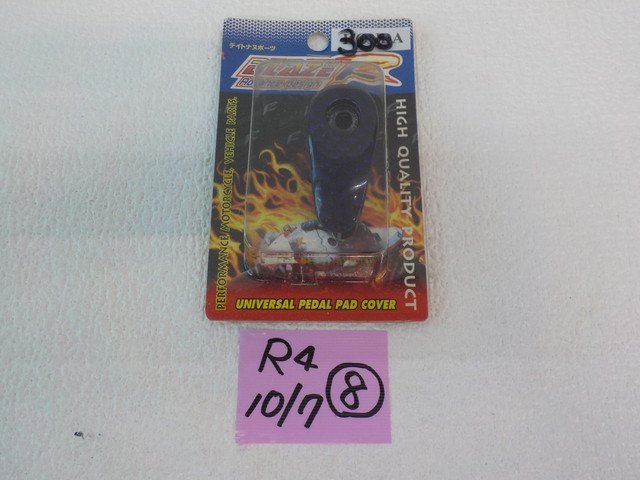 300
A
デイトナスポーツ
BLAZE R
PERFORMANCE MOTORCYCLE, VEHICLE PARTS.
HIGH QUALITY PRODUCT
UNIVERSAL PEDAL PAD COVER
R4
10/7 ⑧